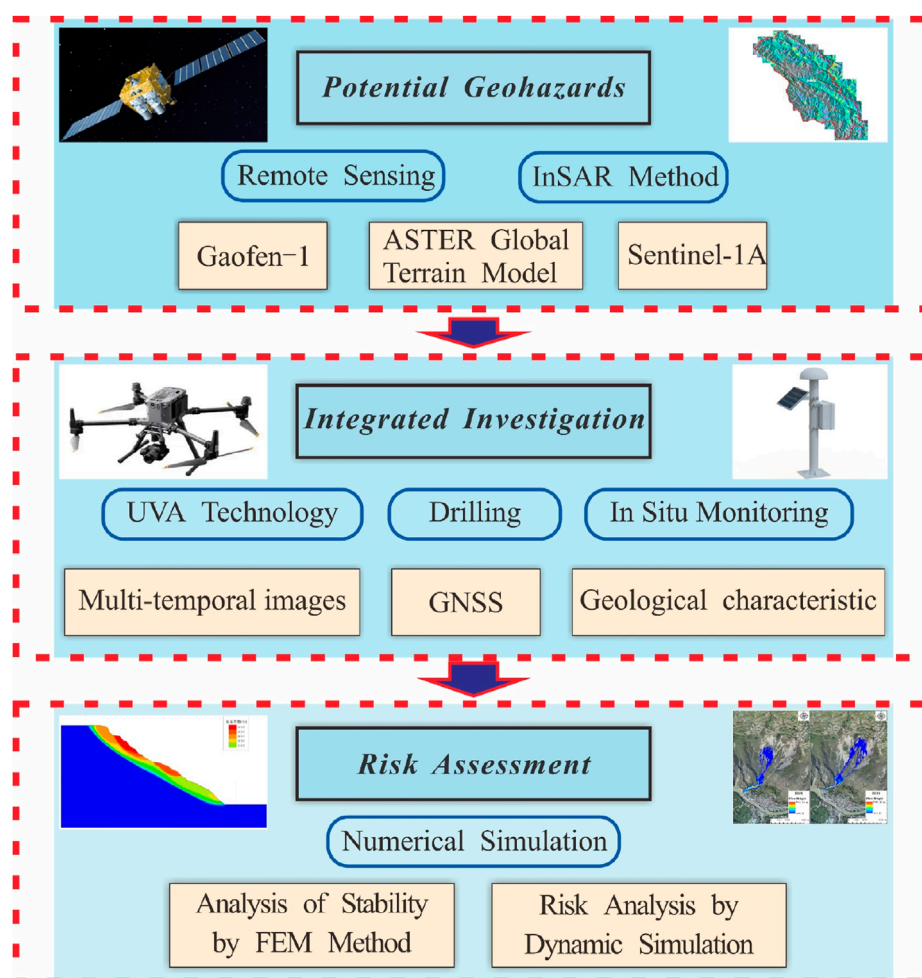 Potential Geohazards
Remote Sensing
InSAR Method
Gaofen-1
ASTER Global
Terrain Model
Sentinel-1A
Integrated Investigation
UVA Technology
Drilling
In Situ Monitoring
Multi-temporal images
GNSS
Geological characteristic
Risk Assessment
Numerical Simulation
Analysis of Stability
by FEM Method
Risk Analysis by
Dynamic Simulation